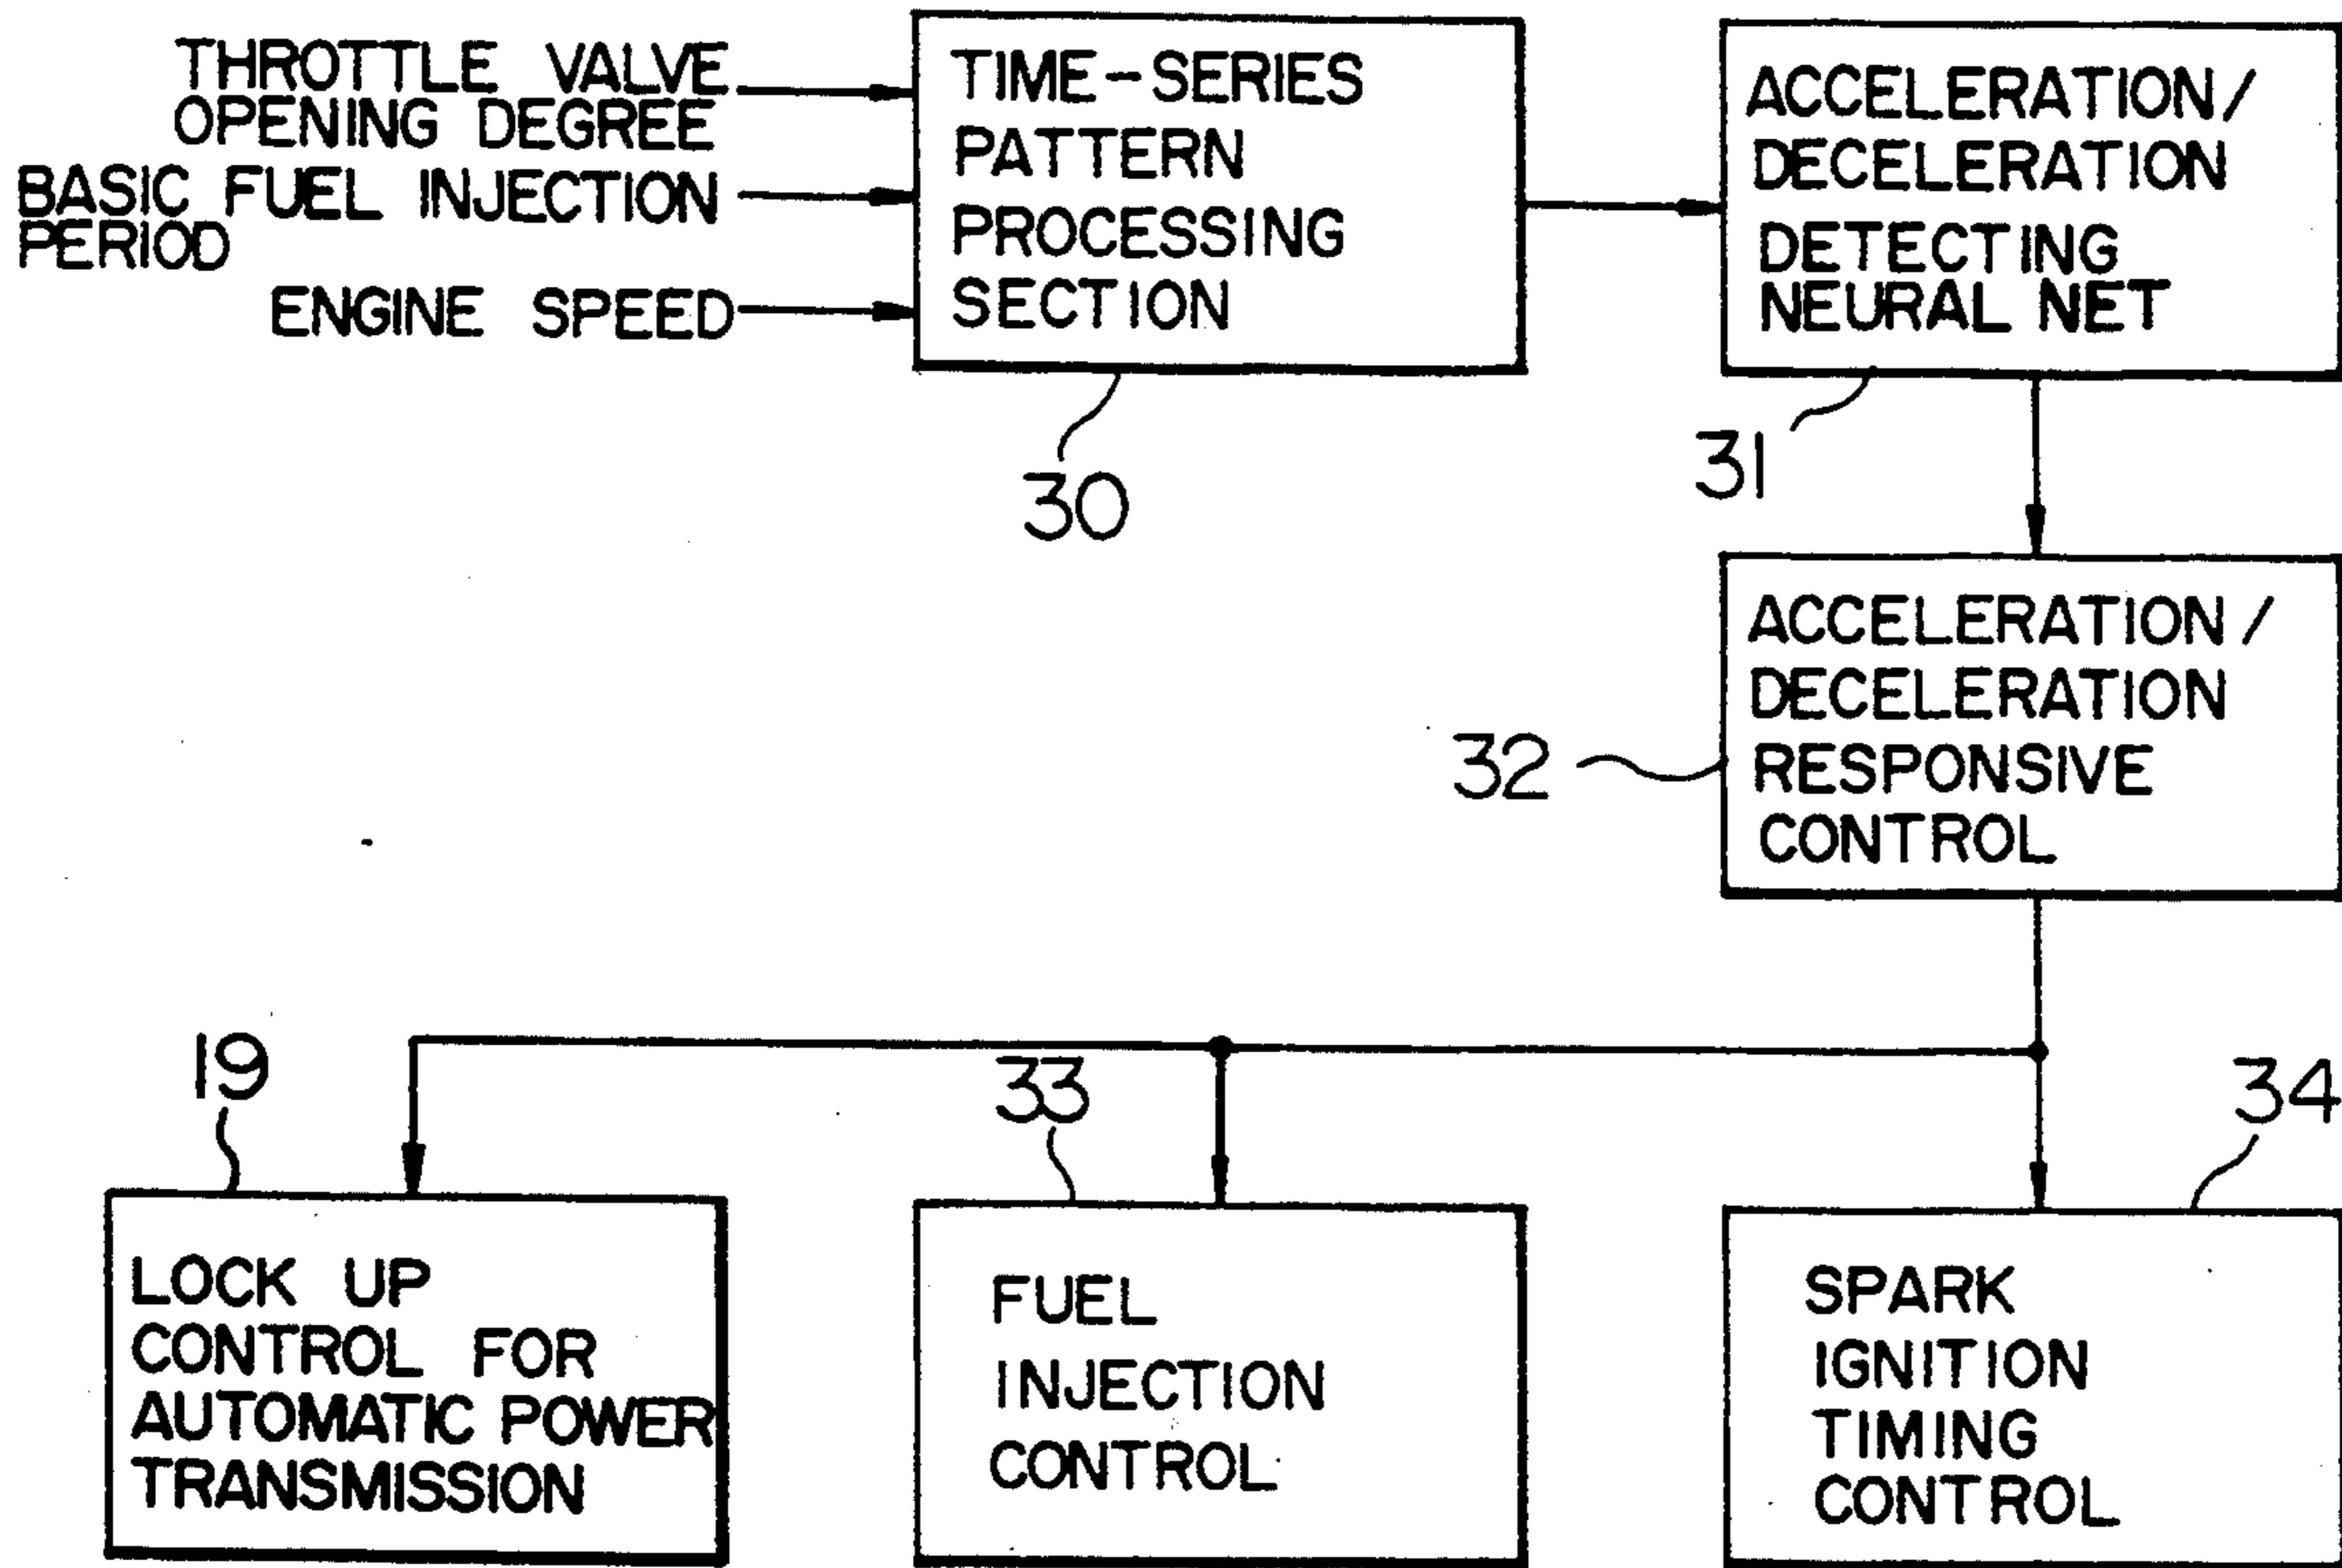 THROTTLE VALVE
OPENING DEGREE
BASIC FUEL INJECTION
PERIOD
ENGINE SPEED
TIME-SERIES
PATTERN
PROCESSING
SECTION
30
ACCELERATION/
DECELERATION
DETECTING
NEURAL NET
31
ACCELERATION/
DECELERATION
RESPONSIVE
CONTROL
32
19
LOCK UP
CONTROL FOR
AUTOMATIC POWER
TRANSMISSION
33
FUEL
INJECTION
CONTROL
34
SPARK
IGNITION
TIMING
CONTROL